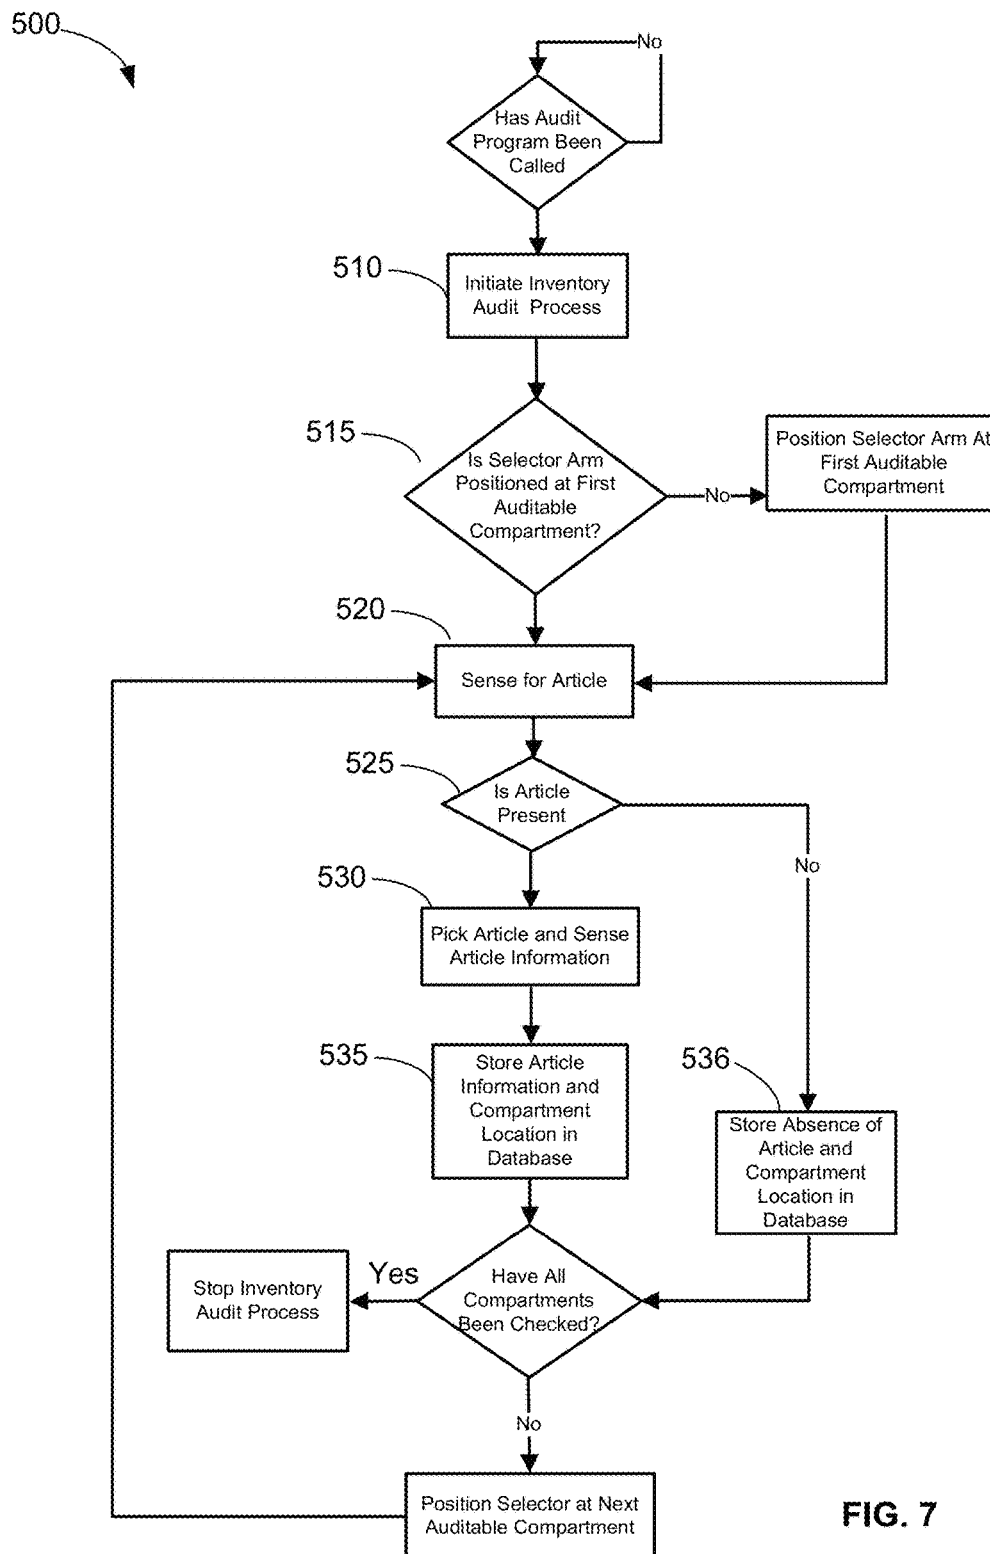 500
No
Has Audit
Program Been
Called
510
Initiate Inventory
Audit Process
515
Is Selector Arm
Positioned at First
Auditable
Compartment?
No
Position Selector Arm At
First Auditable
Compartment
520
Sense for Article
525
Is Article
Present
No
530
Pick Article and Sense
Article Information
535
Store Article
Information and
Compartment
Location in
Database
536
Store Absence of
Article and
Compartment
Location in
Database
Yes
Stop Inventory
Audit Process
Have All
Compartments
Been Checked?
No
Position Selector at Next
Auditable Compartment
FIG. 7